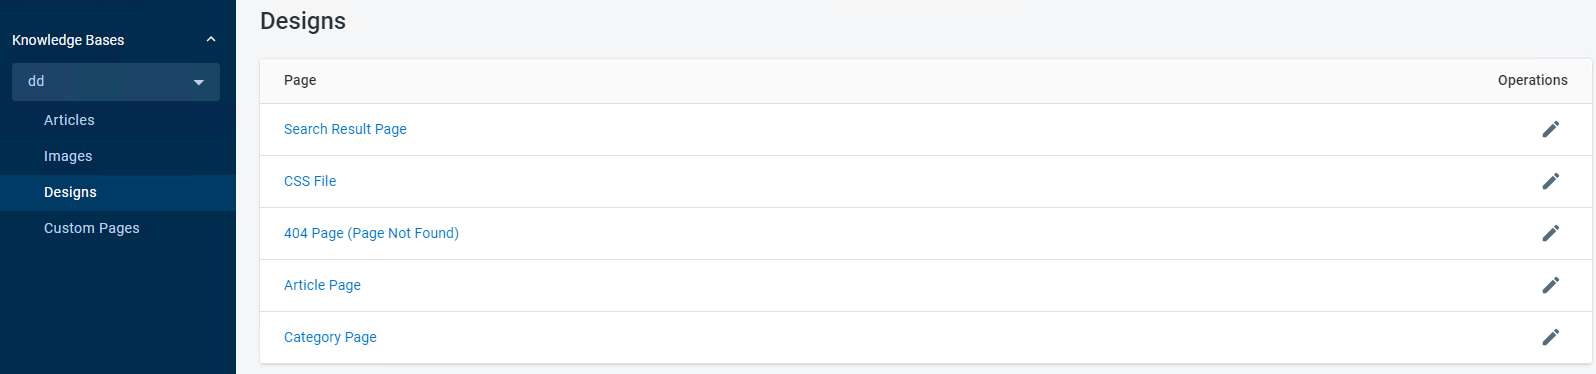 Knowledge Bases
dd
Articles
Images
Designs
Custom Pages
Designs
Page Operations
Search Result Page
CSS File
404 Page (Page Not Found)
Article Page
Category Page